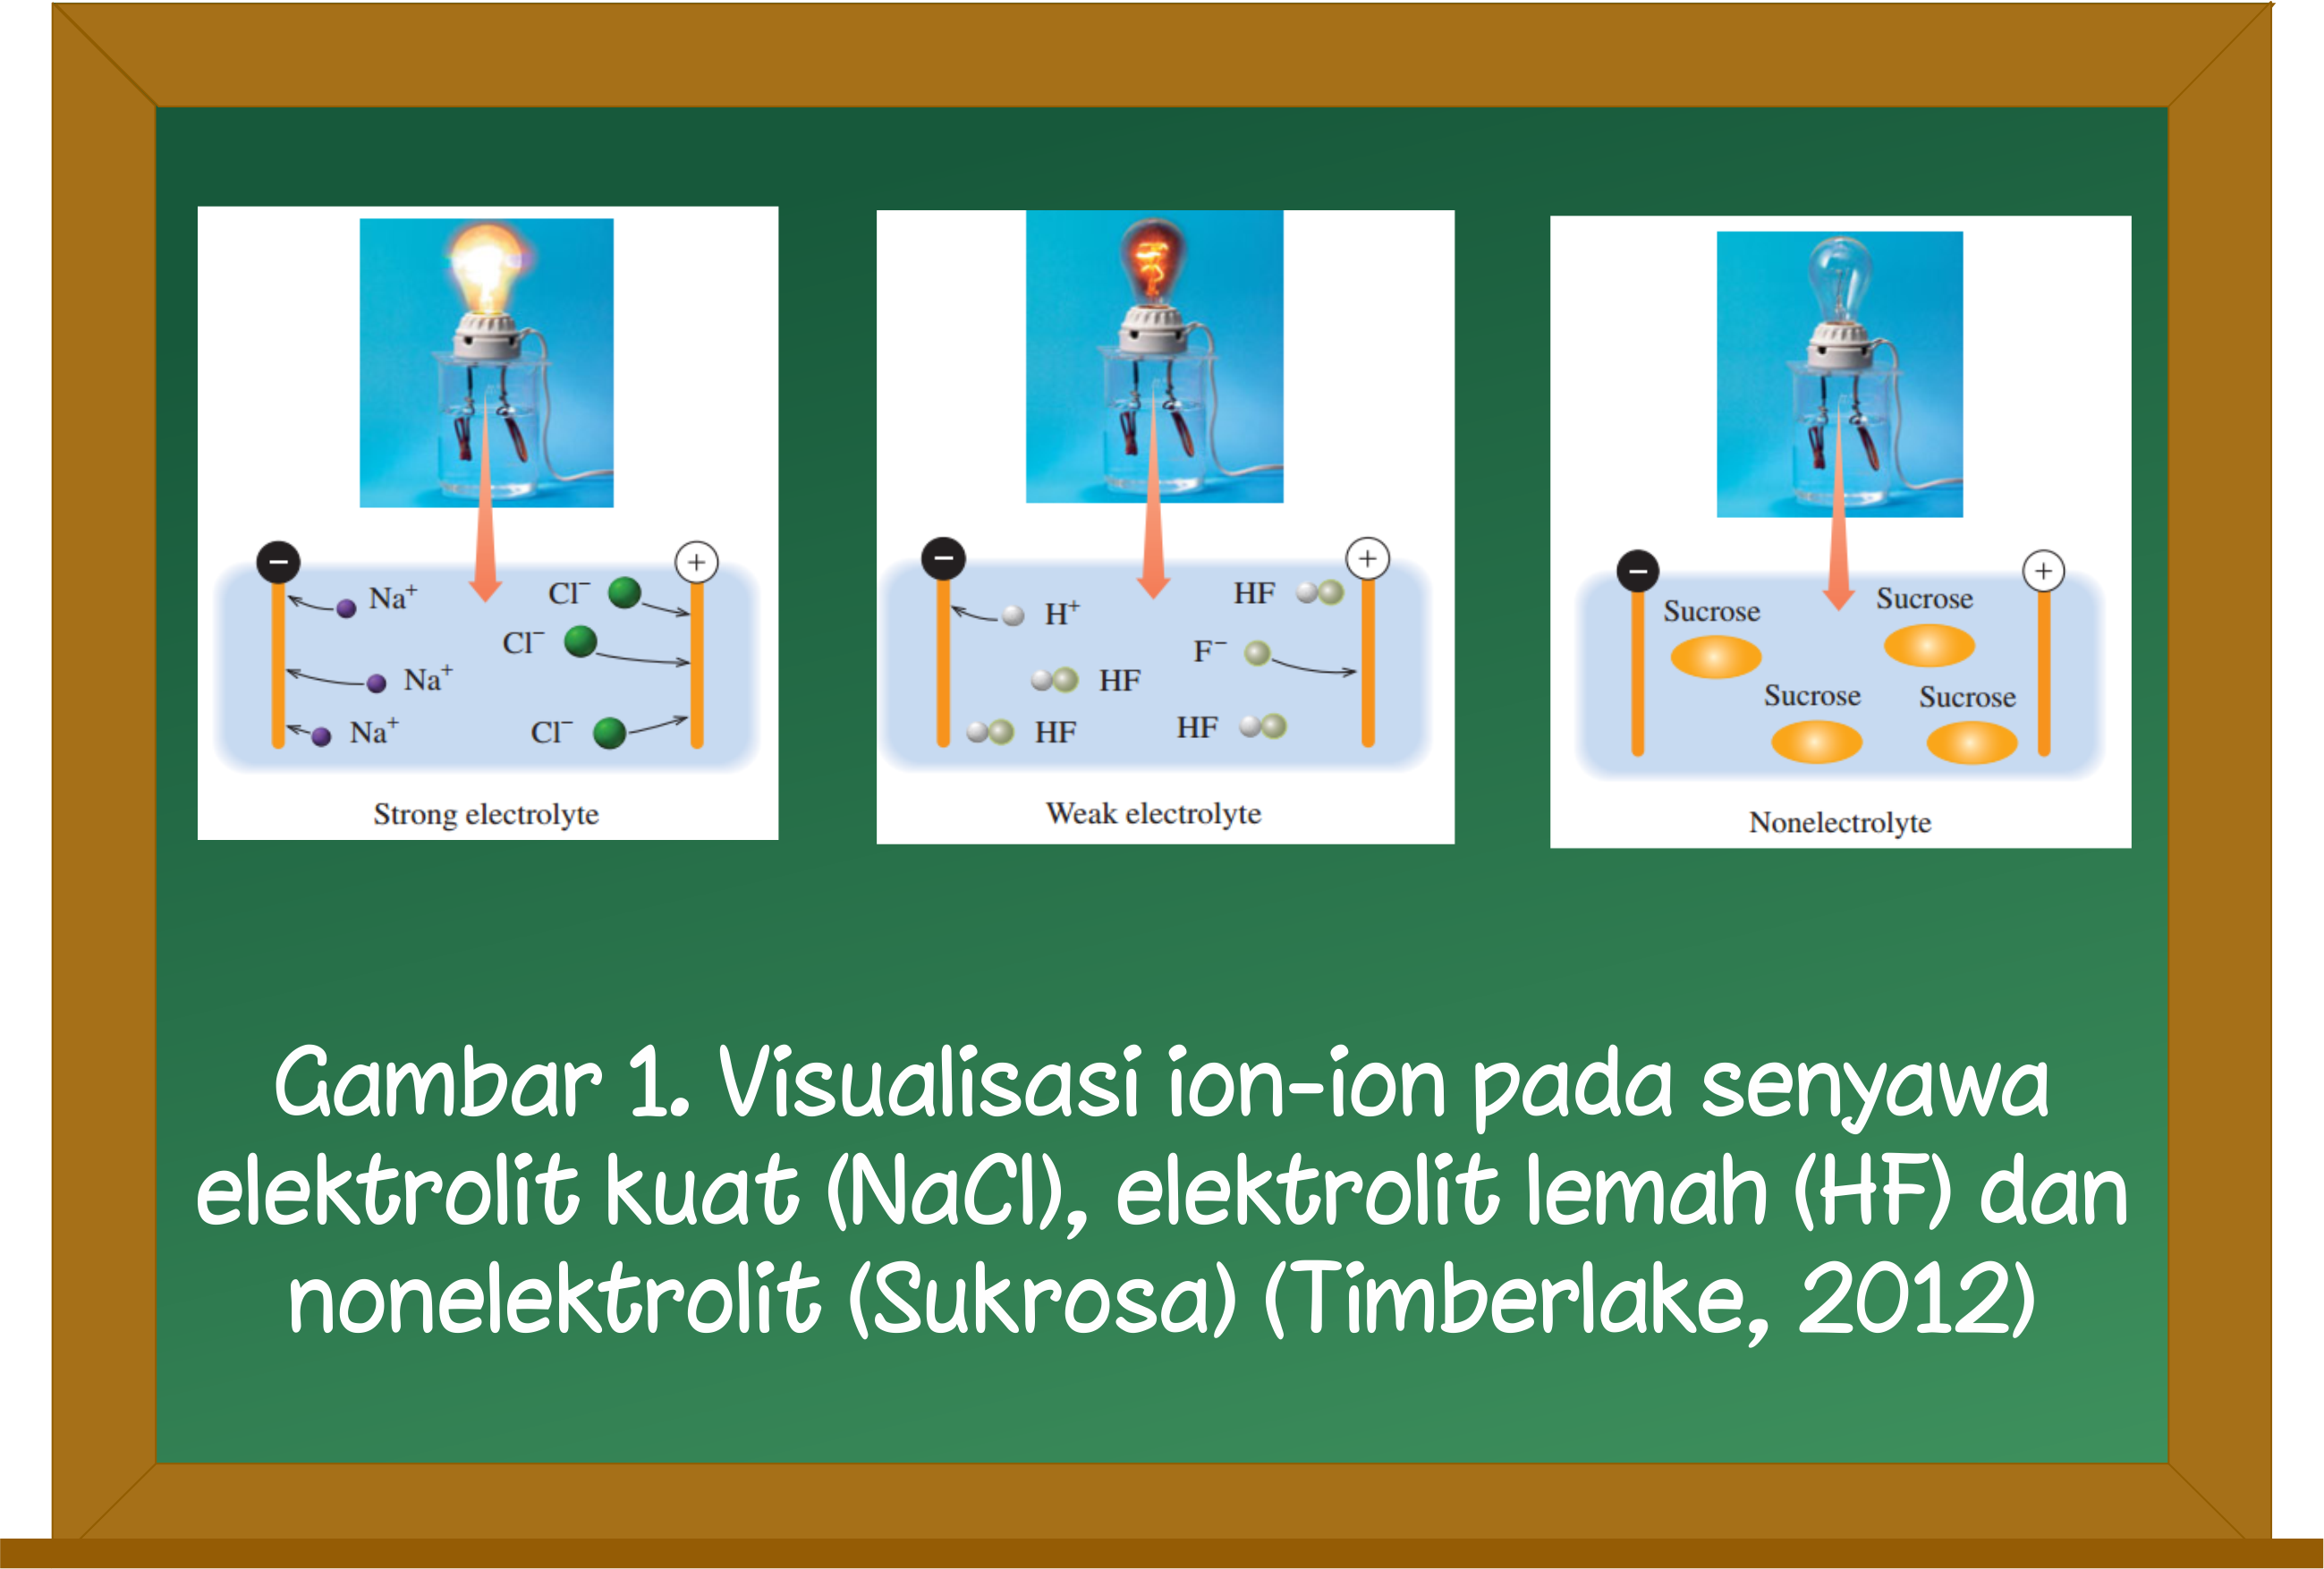 −
+
Na⁺
Cl⁻
Cl⁻
Na⁺
Na⁺
Cl⁻
Strong electrolyte
−
+
HF
H⁺
F⁻
HF
HF
HF
Weak electrolyte
−
+
Sucrose
Sucrose
Sucrose
Sucrose
Nonelectrolyte
Gambar 1. Visualisasi ion-ion pada senyawa
elektrolit kuat (NaCl), elektrolit lemah (HF) dan
nonelektrolit (Sukrosa) (Timberlake, 2012)